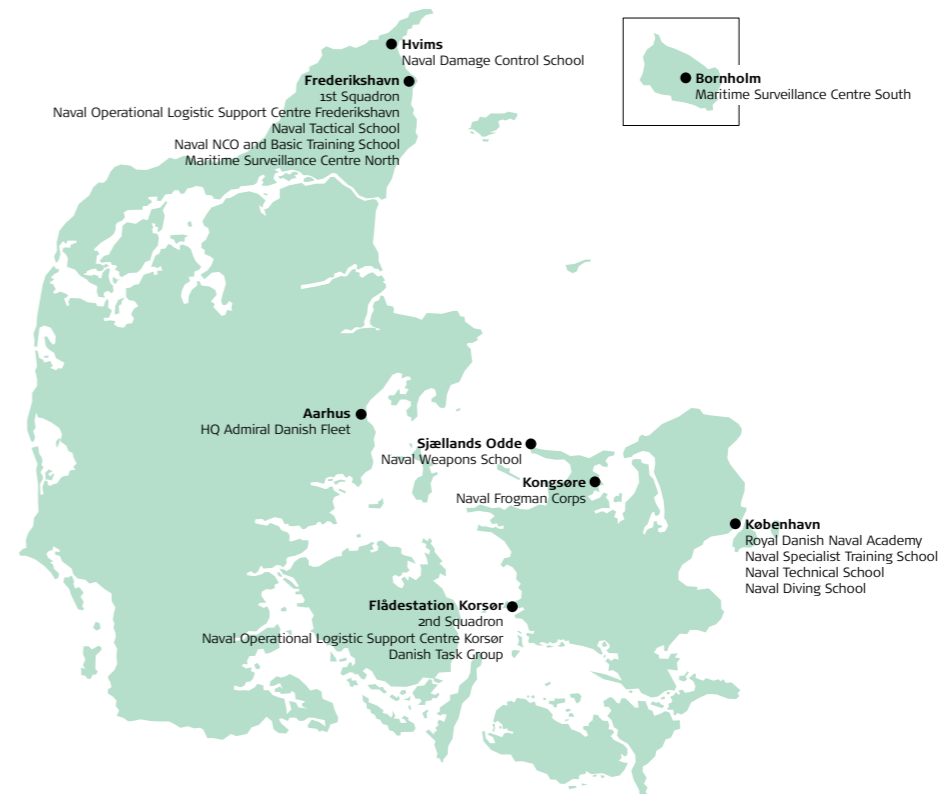 Hvims
Naval Damage Control School
Frederikshavn
1st Squadron
Naval Operational Logistic Support Centre Frederikshavn
Naval Tactical School
Naval NCO and Basic Training School
Maritime Surveillance Centre North
Bornholm
Maritime Surveillance Centre South
Aarhus
HQ Admiral Danish Fleet
Sjællands Odde
Naval Weapons School
Kongsøre
Naval Frogman Corps
København
Royal Danish Naval Academy
Naval Specialist Training School
Naval Technical School
Naval Diving School
Flådestation Korsør
2nd Squadron
Naval Operational Logistic Support Centre Korsør
Danish Task Group